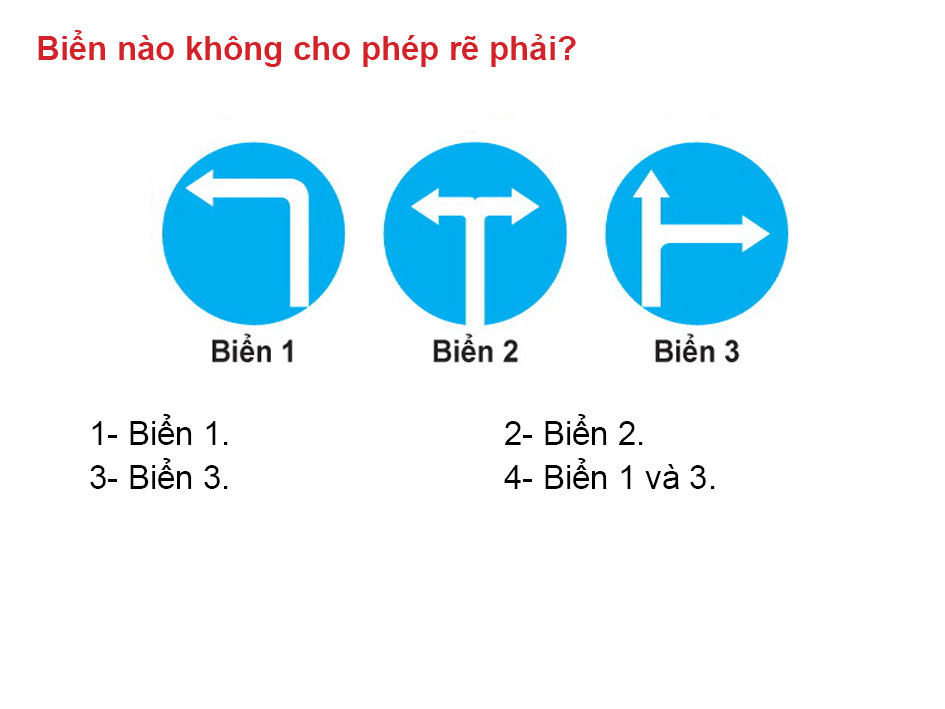 Biển nào không cho phép rẽ phải?
Biển 1 Biển 2 Biển 3
1- Biển 1. 2- Biển 2.
3- Biển 3. 4- Biển 1 và 3.